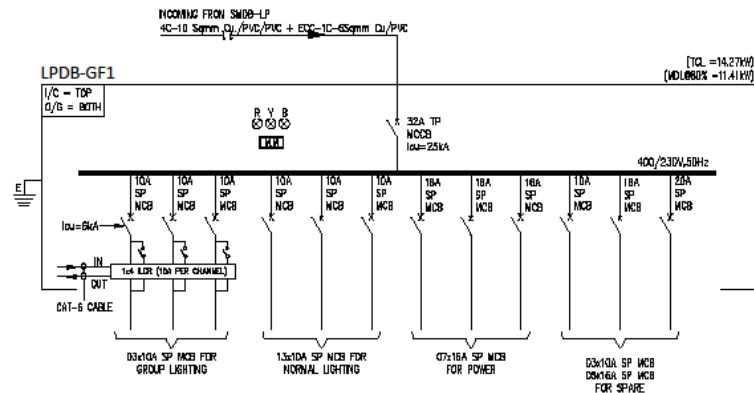 INCOMING FROM SMDB-LP
4C-10 Sqmm Cu./PVC/PVC + ECC-1C-6Sqmm Cu/PVC
LPDB-GF1
[TCL =14.27kW]
(MDL@80% =11.41kW)
I/C - TOP
O/G - BOTH
R Y B
32A TP
MCCB
Icu=25kA
400/230V,50Hz
E
10A SP MCB
10A SP MCB
10A SP MCB
10A SP MCB
10A SP MCB
10A SP MCB
16A SP MCB
16A SP MCB
16A SP MCB
10A SP MCB
16A SP MCB
20A SP MCB
Icu=6kA
IN
OUT
(10A PER CHANNEL)
CAT-6 CABLE
03x10A SP MCB FOR
GROUP LIGHTING
13x10A SP MCB FOR
NORMAL LIGHTING
07x16A SP MCB
FOR POWER
03x10A SP MCB
SP MCB
FOR SPARE